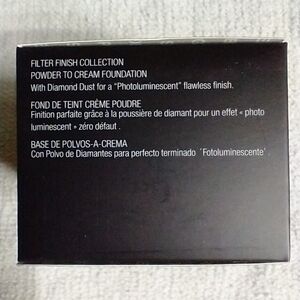 FILTER FINISH COLLECTION
POWDER TO CREAM FOUNDATION
With Diamond Dust for a "Photoluminescent" flawless finish.
FOND DE TEINT CRÈME POUDRE
Finition parfaite grâce à la poussière de diamant pour un effet « photo
luminescent » zéro défaut .
BASE DE POLVOS-A-CREMA
Con Polvo de Diamantes para perfecto terminado ´Fotoluminescente´.